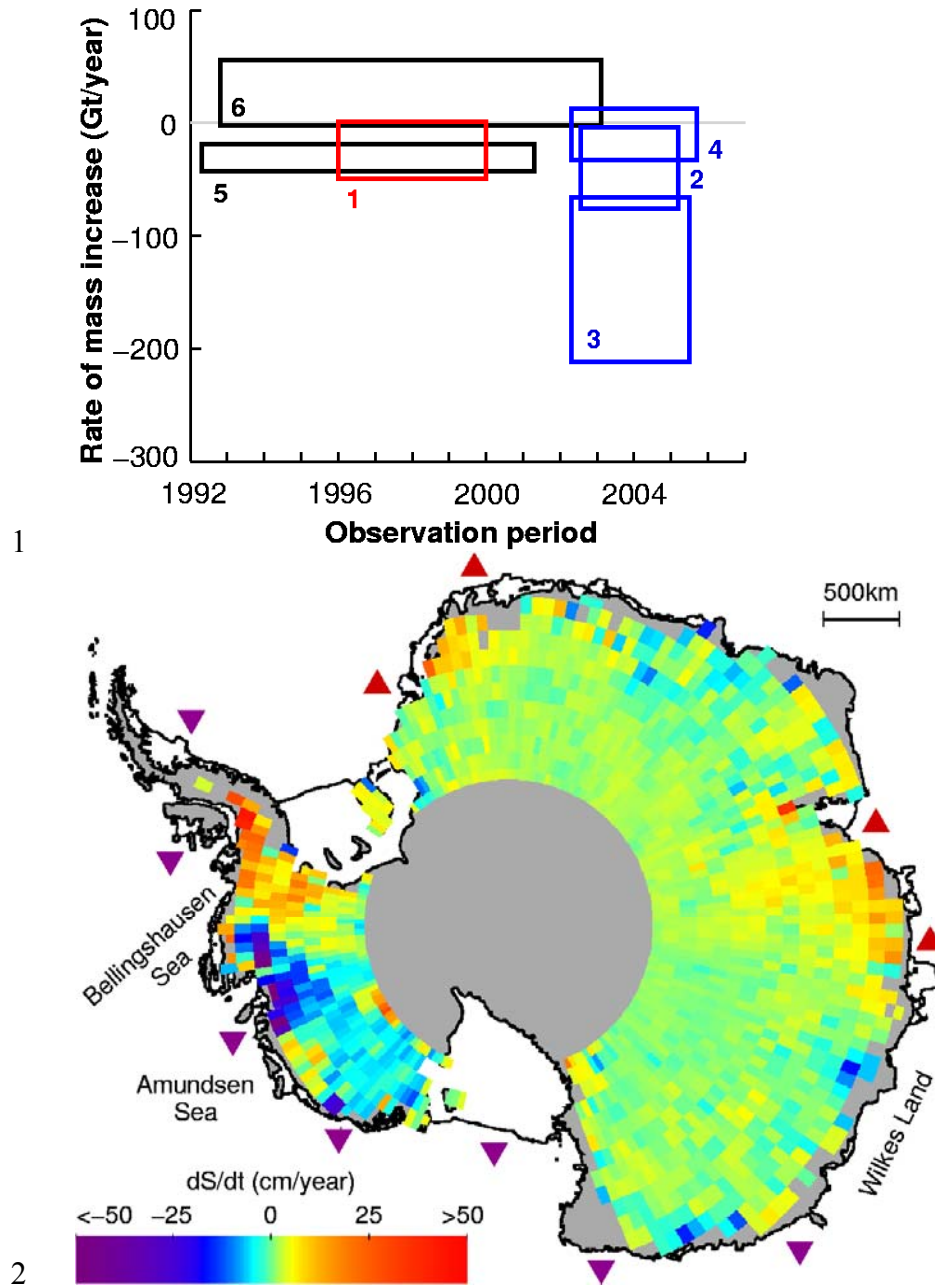 Rate of mass increase (Gt/year)
100
0
−100
−200
−300
6
5
1
4
2
3
1992 1996 2000 2004
Observation period
1
500km
Bellingshausen
Sea
Amundsen
Sea
Wilkes Land
dS/dt (cm/year)
<−50 −25 0 25 >50
2